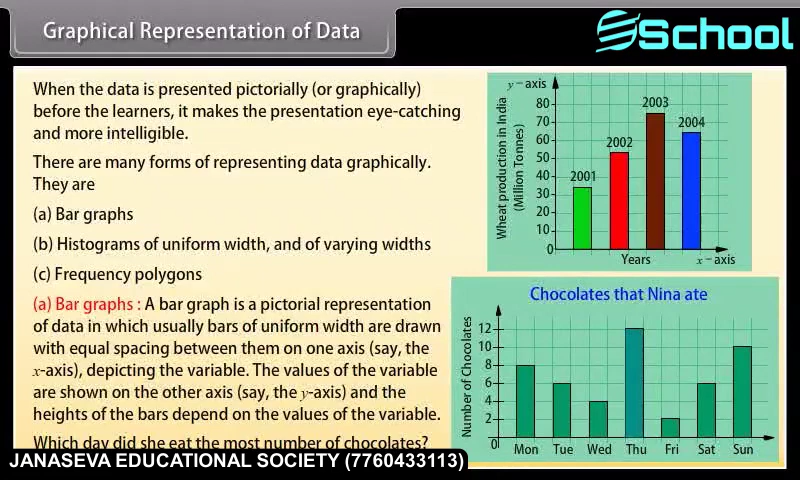 Graphical Representation of Data
School
When the data is presented pictorially (or graphically)
before the learners, it makes the presentation eye-catching
and more intelligible.
There are many forms of representing data graphically.
They are
(a) Bar graphs
(b) Histograms of uniform width, and of varying widths
(c) Frequency polygons
(a) Bar graphs : A bar graph is a pictorial representation
of data in which usually bars of uniform width are drawn
with equal spacing between them on one axis (say, the
x-axis), depicting the variable. The values of the variable
are shown on the other axis (say, the y-axis) and the
heights of the bars depend on the values of the variable.
Which day did she eat the most number of chocolates?
JANASEVA EDUCATIONAL SOCIETY (7760433113)
y – axis
Wheat production in India
(Million Tonnes)
80
70
60
50
40
30
20
10
0
2001
2002
2003
2004
Years
x – axis
Chocolates that Nina ate
Number of Chocolates
12
10
8
6
4
2
0
Mon Tue Wed Thu Fri Sat Sun